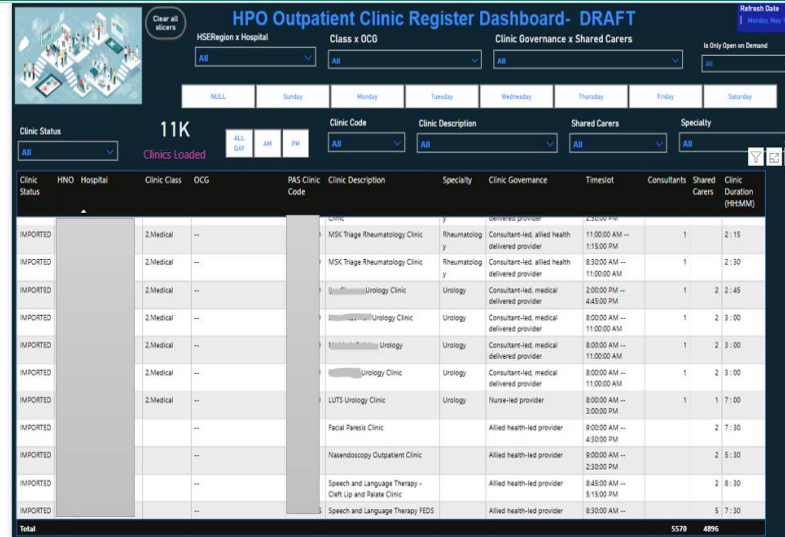 Clear all
slicers
HPO Outpatient Clinic Register Dashboard- DRAFT
Refresh Date
Monday, May
HSERegion x Hospital
Class x OCG
Clinic Governance x Shared Carers
Is Only Open on Demand
All
All
All
All
NULL
Sunday
Monday
Tuesday
Wednesday
Thursday
Friday
Saturday
Clinic Status
All
11K
Clinics Loaded
ALL
DAY
AM
PM
Clinic Code
Clinic Description
Shared Carers
Specialty
All
All
All
All
Clinic Status HNO Hospital Clinic Class OCG PAS Clinic Code Clinic Description Specialty Clinic Governance Timeslot Consultants Shared Carers Clinic Duration (HH:MM)
Clinic delivered provider 2:30:00 PM
IMPORTED 2.Medical -- MSK Triage Rheumatology Clinic Rheumatology Consultant-led, allied health delivered provider 11:00:00 AM -- 1:15:00 PM 1 2 : 15
IMPORTED 2.Medical -- MSK Triage Rheumatology Clinic Rheumatology Consultant-led, allied health delivered provider 8:30:00 AM -- 11:00:00 AM 1 2 : 30
IMPORTED 2.Medical -- Urology Clinic Urology Consultant-led, medical delivered provider 2:00:00 PM -- 4:45:00 PM 1 2 2 : 45
IMPORTED 2.Medical -- Urology Clinic Urology Consultant-led, medical delivered provider 8:00:00 AM -- 11:00:00 AM 1 2 3 : 00
IMPORTED 2.Medical -- Urology Urology Consultant-led, medical delivered provider 8:00:00 AM -- 11:00:00 AM 1 2 3 : 00
IMPORTED 2.Medical -- Urology Clinic Urology Consultant-led, medical delivered provider 8:00:00 AM -- 11:00:00 AM 1 2 3 : 00
IMPORTED 2.Medical -- LUTS Urology Clinic Urology Nurse-led provider 8:00:00 AM -- 3:00:00 PM 1 1 7 : 00
IMPORTED -- Facial Paresis Clinic Allied health-led provider 9:00:00 AM -- 4:30:00 PM 2 7 : 30
IMPORTED -- Nasendoscopy Outpatient Clinic Allied health-led provider 9:00:00 AM -- 2:30:00 PM 2 5 : 30
IMPORTED -- Speech and Language Therapy - Cleft Lip and Palate Clinic Allied health-led provider 8:45:00 AM -- 5:15:00 PM 2 8 : 30
IMPORTED -- Speech and Language Therapy FEDS Allied health-led provider 8:30:00 AM -- 5 7 : 30
Total 5570 4896